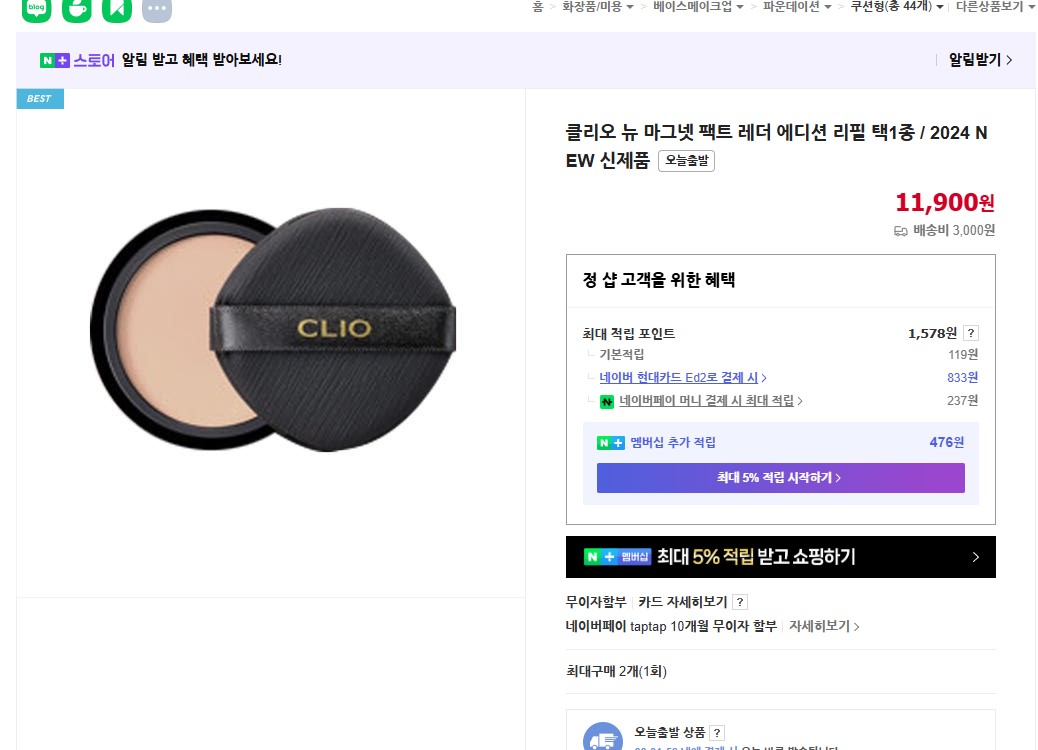 blog
홈 > 화장품/미용 > 베이스메이크업 > 파운데이션 > 쿠션형(총 44개) 다른상품보기
N+ 스토어 알림 받고 혜택 받아보세요!
알림받기
BEST
CLIO
클리오 뉴 마그넷 팩트 레더 에디션 리필 택1종 / 2024 N
EW 신제품 오늘출발
11,900원
배송비 3,000원
정 샵 고객을 위한 혜택
최대 적립 포인트 1,578원 ?
기본적립 119원
네이버 현대카드 Ed2로 결제 시 > 833원
N 네이버페이 머니 결제 시 최대 적립 > 237원
N+ 멤버십 추가 적립 476원
최대 5% 적립 시작하기 >
N+ 멤버십 최대 5% 적립 받고 쇼핑하기 >
무이자할부 카드 자세히보기 ?
네이버페이 taptap 10개월 무이자 할부 자세히보기 >
최대구매 2개(1회)
오늘출발 상품 ?